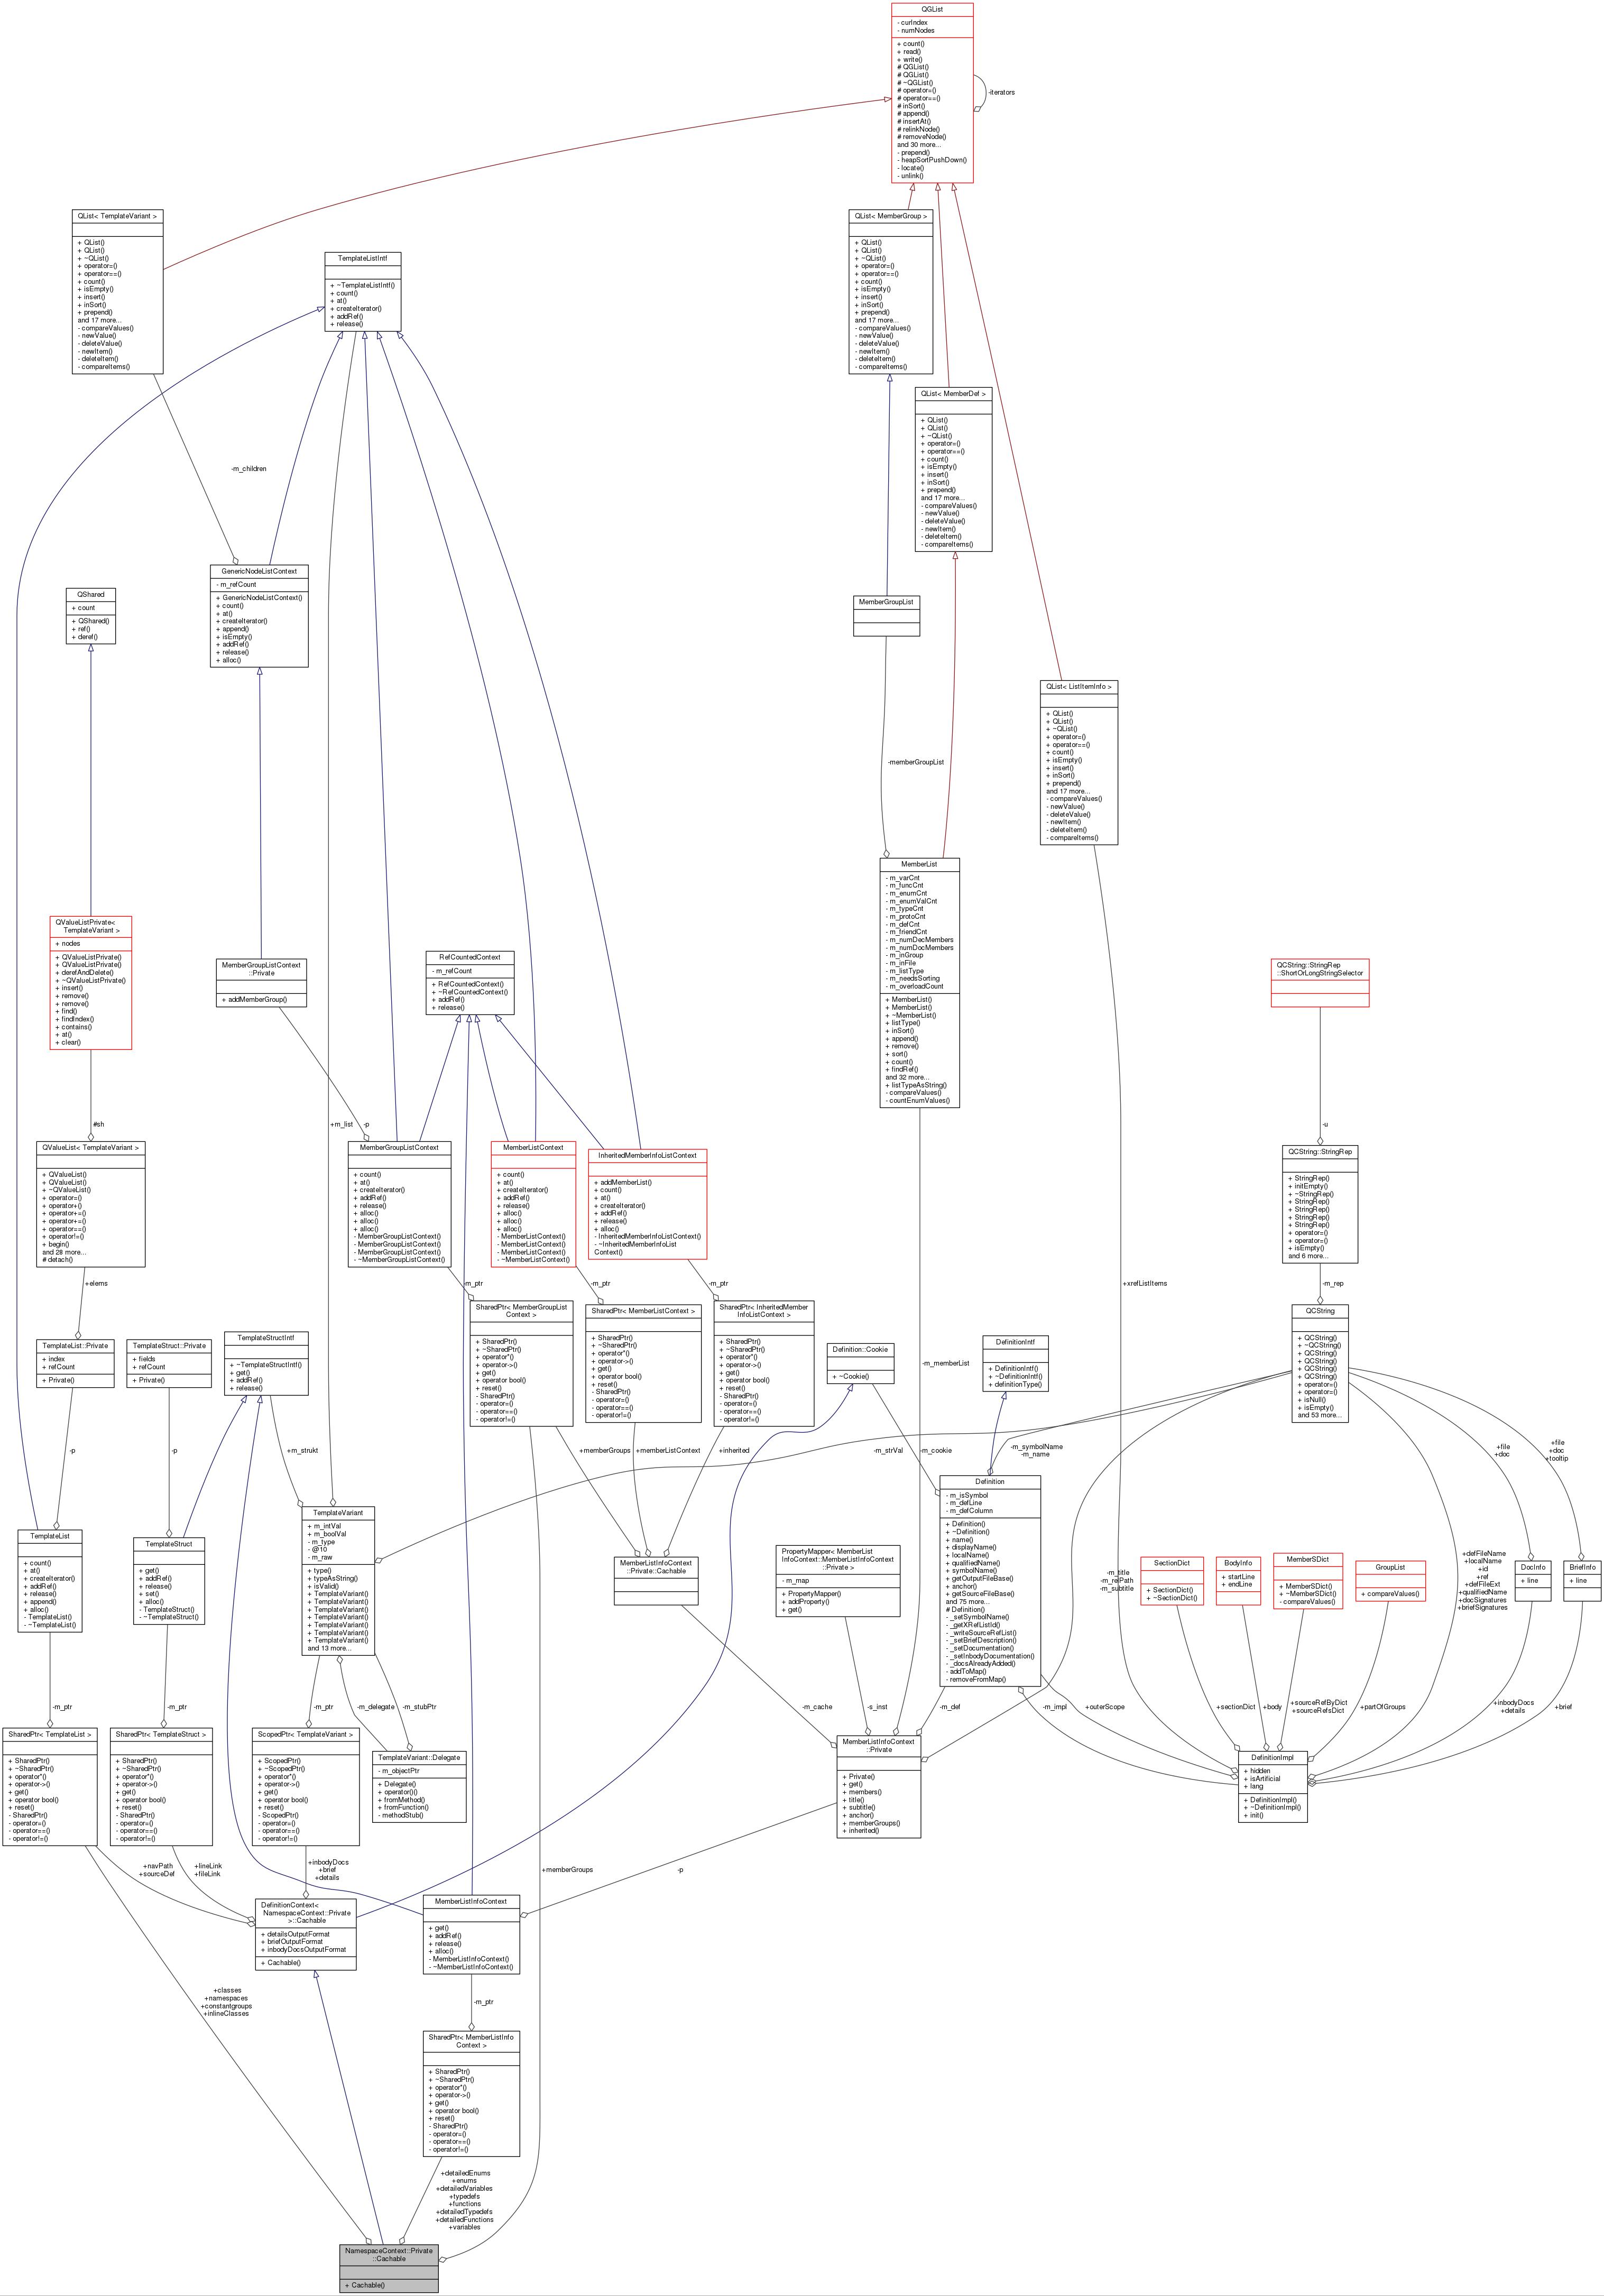 QGList
- curIndex
- numNodes
+ count()
+ read()
+ write()
# QGList()
# QGList()
# ~QGList()
# operator=()
# operator==()
# inSort()
# append()
# insertAt()
# relinkNode()
# removeNode()
and 30 more...
- prepend()
- heapSortPushDown()
- locate()
- unlink()
-iterators
QList< TemplateVariant >
+ QList()
+ QList()
+ ~QList()
+ operator=()
+ operator==()
+ count()
+ isEmpty()
+ insert()
+ inSort()
+ prepend()
and 17 more...
- compareValues()
- newValue()
- deleteValue()
- newItem()
- deleteItem()
- compareItems()
TemplateListIntf
+ ~TemplateListIntf()
+ count()
+ at()
+ createIterator()
+ addRef()
+ release()
QList< MemberGroup >
+ QList()
+ QList()
+ ~QList()
+ operator=()
+ operator==()
+ count()
+ isEmpty()
+ insert()
+ inSort()
+ prepend()
and 17 more...
- compareValues()
- newValue()
- deleteValue()
- newItem()
- deleteItem()
- compareItems()
QList< MemberDef >
+ QList()
+ QList()
+ ~QList()
+ operator=()
+ operator==()
+ count()
+ isEmpty()
+ insert()
+ inSort()
+ prepend()
and 17 more...
- compareValues()
- newValue()
- deleteValue()
- newItem()
- deleteItem()
- compareItems()
-m_children
GenericNodeListContext
- m_refCount
+ GenericNodeListContext()
+ count()
+ at()
+ createIterator()
+ append()
+ isEmpty()
+ addRef()
+ release()
+ alloc()
QShared
+ count
+ QShared()
+ ref()
+ deref()
MemberGroupList
QList< ListItemInfo >
+ QList()
+ QList()
+ ~QList()
+ operator=()
+ operator==()
+ count()
+ isEmpty()
+ insert()
+ inSort()
+ prepend()
and 17 more...
- compareValues()
- newValue()
- deleteValue()
- newItem()
- deleteItem()
- compareItems()
-memberGroupList
MemberList
- m_varCnt
- m_funcCnt
- m_enumCnt
- m_enumValCnt
- m_typeCnt
- m_protoCnt
- m_defCnt
- m_friendCnt
- m_numDecMembers
- m_numDocMembers
- m_inGroup
- m_inFile
- m_listType
- m_needsSorting
- m_overloadCount
+ MemberList()
+ MemberList()
+ ~MemberList()
+ listType()
+ inSort()
+ append()
+ remove()
+ sort()
+ count()
+ findRef()
and 32 more...
+ listTypeAsString()
- compareValues()
- countEnumValues()
QValueListPrivate<
TemplateVariant >
+ nodes
+ QValueListPrivate()
+ QValueListPrivate()
+ derefAndDelete()
+ ~QValueListPrivate()
+ insert()
+ remove()
+ remove()
+ find()
+ findIndex()
+ contains()
+ at()
+ clear()
MemberGroupListContext
::Private
+ addMemberGroup()
RefCountedContext
- m_refCount
+ RefCountedContext()
+ ~RefCountedContext()
+ addRef()
+ release()
QCString::StringRep
::ShortOrLongStringSelector
#sh
+m_list
-p
-u
QValueList< TemplateVariant >
+ QValueList()
+ QValueList()
+ ~QValueList()
+ operator=()
+ operator+()
+ operator+=()
+ operator+=()
+ operator==()
+ operator!=()
+ begin()
and 28 more...
# detach()
MemberGroupListContext
+ count()
+ at()
+ createIterator()
+ addRef()
+ release()
+ alloc()
+ alloc()
+ alloc()
- MemberGroupListContext()
- MemberGroupListContext()
- MemberGroupListContext()
- ~MemberGroupListContext()
MemberListContext
+ count()
+ at()
+ createIterator()
+ addRef()
+ release()
+ alloc()
+ alloc()
+ alloc()
- MemberListContext()
- MemberListContext()
- MemberListContext()
- ~MemberListContext()
InheritedMemberInfoListContext
+ addMemberList()
+ count()
+ at()
+ createIterator()
+ addRef()
+ release()
+ alloc()
- InheritedMemberInfoListContext()
- ~InheritedMemberInfoList
Context()
QCString::StringRep
+ StringRep()
+ initEmpty()
+ ~StringRep()
+ StringRep()
+ StringRep()
+ StringRep()
+ StringRep()
+ operator=()
+ operator=()
+ isEmpty()
and 6 more...
+elems
-m_ptr
-m_ptr
-m_ptr
+xrefListItems
-m_rep
TemplateList::Private
+ index
+ refCount
+ Private()
TemplateStruct::Private
+ fields
+ refCount
+ Private()
TemplateStructIntf
+ ~TemplateStructIntf()
+ get()
+ addRef()
+ release()
SharedPtr< MemberGroupList
Context >
+ SharedPtr()
+ ~SharedPtr()
+ operator*()
+ operator->()
+ get()
+ operator bool()
+ reset()
- SharedPtr()
- operator=()
- operator==()
- operator!=()
SharedPtr< MemberListContext >
+ SharedPtr()
+ ~SharedPtr()
+ operator*()
+ operator->()
+ get()
+ operator bool()
+ reset()
- SharedPtr()
- operator=()
- operator==()
- operator!=()
SharedPtr< InheritedMember
InfoListContext >
+ SharedPtr()
+ ~SharedPtr()
+ operator*()
+ operator->()
+ get()
+ operator bool()
+ reset()
- SharedPtr()
- operator=()
- operator==()
- operator!=()
Definition::Cookie
+ ~Cookie()
DefinitionIntf
+ DefinitionIntf()
+ ~DefinitionIntf()
+ definitionType()
QCString
+ QCString()
+ ~QCString()
+ QCString()
+ QCString()
+ QCString()
+ QCString()
+ operator=()
+ operator=()
+ isNull()
+ isEmpty()
and 53 more...
-m_memberList
-p
-p
+m_strukt
+memberGroups
+memberListContext
+inherited
-m_strVal
-m_cookie
-m_symbolName
-m_name
+file
+doc
+file
+doc
+tooltip
TemplateList
+ count()
+ at()
+ createIterator()
+ addRef()
+ release()
+ append()
+ alloc()
- TemplateList()
- ~TemplateList()
TemplateStruct
+ get()
+ addRef()
+ release()
+ set()
+ alloc()
- TemplateStruct()
- ~TemplateStruct()
TemplateVariant
+ m_intVal
+ m_boolVal
- m_type
- @10
- m_raw
+ type()
+ typeAsString()
+ isValid()
+ TemplateVariant()
+ TemplateVariant()
+ TemplateVariant()
+ TemplateVariant()
+ TemplateVariant()
+ TemplateVariant()
+ TemplateVariant()
and 13 more...
MemberListInfoContext
::Private::Cachable
PropertyMapper< MemberList
InfoContext::MemberListInfoContext
::Private >
- m_map
+ PropertyMapper()
+ addProperty()
+ get()
Definition
- m_isSymbol
- m_defLine
- m_defColumn
+ Definition()
+ ~Definition()
+ name()
+ displayName()
+ localName()
+ qualifiedName()
+ symbolName()
+ getOutputFileBase()
+ anchor()
+ getSourceFileBase()
and 75 more...
# Definition()
- _setSymbolName()
- _getXRefListId()
- _writeSourceRefList()
- _setBriefDescription()
- _setDocumentation()
- _setInbodyDocumentation()
- _docsAlreadyAdded()
- addToMap()
- removeFromMap()
-m_title
-m_relPath
-m_subtitle
SectionDict
+ SectionDict()
+ ~SectionDict()
BodyInfo
+ startLine
+ endLine
MemberSDict
+ MemberSDict()
+ ~MemberSDict()
- compareValues()
GroupList
+ compareValues()
+defFileName
+localName
+id
+ref
+defFileExt
+qualifiedName
+docSignatures
+briefSignatures
DocInfo
+ line
BriefInfo
+ line
-m_ptr
-m_ptr
-m_ptr
-m_delegate
-m_stubPtr
-m_cache
-s_inst
-m_def
-m_impl
+outerScope
+sectionDict
+body
+sourceRefByDict
+sourceRefsDict
+partOfGroups
+inbodyDocs
+details
+brief
SharedPtr< TemplateList >
+ SharedPtr()
+ ~SharedPtr()
+ operator*()
+ operator->()
+ get()
+ operator bool()
+ reset()
- SharedPtr()
- operator=()
- operator==()
- operator!=()
SharedPtr< TemplateStruct >
+ SharedPtr()
+ ~SharedPtr()
+ operator*()
+ operator->()
+ get()
+ operator bool()
+ reset()
- SharedPtr()
- operator=()
- operator==()
- operator!=()
ScopedPtr< TemplateVariant >
+ ScopedPtr()
+ ~ScopedPtr()
+ operator*()
+ operator->()
+ get()
+ operator bool()
+ reset()
- ScopedPtr()
- operator=()
- operator==()
- operator!=()
TemplateVariant::Delegate
- m_objectPtr
+ Delegate()
+ operator()()
+ fromMethod()
+ fromFunction()
- methodStub()
MemberListInfoContext
::Private
+ Private()
+ get()
+ members()
+ title()
+ subtitle()
+ anchor()
+ memberGroups()
+ inherited()
DefinitionImpl
+ hidden
+ isArtificial
+ lang
+ DefinitionImpl()
+ ~DefinitionImpl()
+ init()
+navPath
+sourceDef
+lineLink
+fileLink
+inbodyDocs
+brief
+details
+memberGroups
-p
DefinitionContext<
NamespaceContext::Private
>::Cachable
+ detailsOutputFormat
+ briefOutputFormat
+ inbodyDocsOutputFormat
+ Cachable()
MemberListInfoContext
+ get()
+ addRef()
+ release()
+ alloc()
- MemberListInfoContext()
- ~MemberListInfoContext()
+classes
+namespaces
+constantgroups
+inlineClasses
-m_ptr
SharedPtr< MemberListInfo
Context >
+ SharedPtr()
+ ~SharedPtr()
+ operator*()
+ operator->()
+ get()
+ operator bool()
+ reset()
- SharedPtr()
- operator=()
- operator==()
- operator!=()
+detailedEnums
+enums
+detailedVariables
+typedefs
+functions
+detailedTypedefs
+detailedFunctions
+variables
NamespaceContext::Private
::Cachable
+ Cachable()